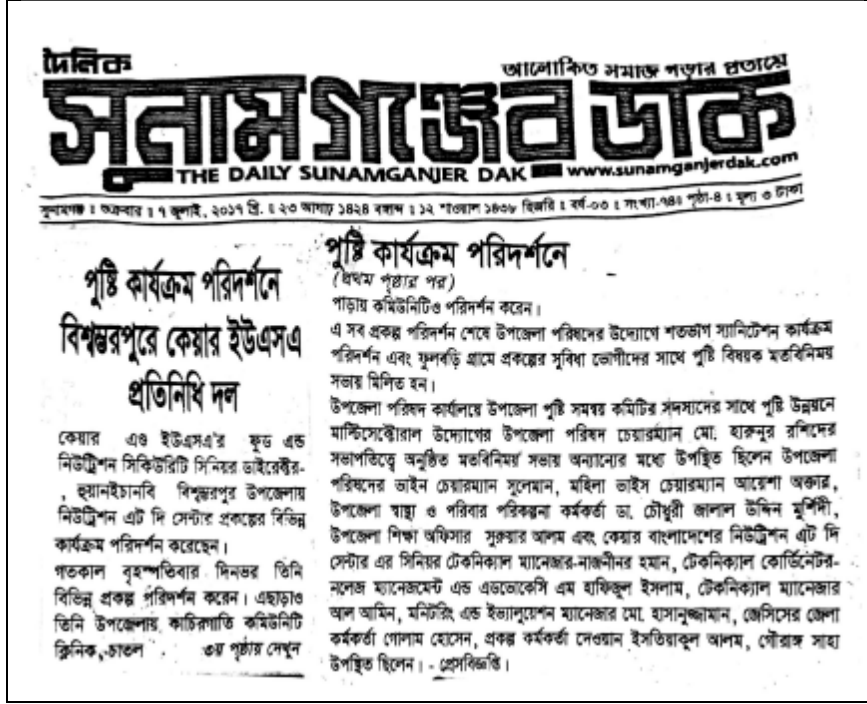 দৈনিক
আলোকিত সমাজ গড়ার প্রত্যয়ে
সুনামগঞ্জের ডাক
THE DAILY SUNAMGANJER DAK www.sunamganjerdak.com
সুনামগঞ্জ ॥ শুক্রবার ॥ ৭ জুলাই, ২০১৭ খ্রি. ॥ ২৩ আষাঢ় ১৪২৪ বঙ্গাব্দ ॥ ১২ শাওয়াল ১৪৩৮ হিজরি ॥ বর্ষ-০৩ ॥ সংখ্যা-৭৪॥ পৃষ্ঠা-৪ ॥ মূল্য ৩ টাকা
পুষ্টি কার্যক্রম পরিদর্শনে
বিশ্বম্ভরপুরে কেয়ার ইউএসএ
প্রতিনিধি দল
কেয়ার এণ্ড ইউএসএ'র ফুড এন্ড
নিউট্রিশন সিকিউরিটি সিনিয়র ডাইরেক্টর-
, হুয়ানইচানবি বিশ্বম্ভরপুর উপজেলায়
নিউট্রিশন এট দি সেন্টার প্রকল্পের বিভিন্ন
কার্যক্রম পরিদর্শন করেছেন।
গতকাল বৃহস্পতিবার দিনভর তিনি
বিভিন্ন প্রকল্প পরিদর্শন করেন। এছাড়াও
তিনি উপজেলায় কাচিরগাতি কমিউনিটি
ক্লিনিক, চাতল ৩য় পৃষ্ঠায় দেখুন
পুষ্টি কার্যক্রম পরিদর্শনে
(প্রথম পৃষ্ঠার পর)
পাড়ায় কমিউনিটিও পরিদর্শন করেন।
এ সব প্রকল্প পরিদর্শন শেষে উপজেলা পরিষদের উদ্যোগে শতভাগ স্যানিটেশন কার্যক্রম
পরিদর্শন এবং ফুলবড়ি গ্রামে প্রকল্পের সুবিধা ভোগীদের সাথে পুষ্টি বিষয়ক মতবিনিময়
সভায় মিলিত হন।
উপজেলা পরিষদ কার্যালয়ে উপজেলা পুষ্টি সমন্বয় কমিটির সদস্যদের সাথে পুষ্টি উন্নয়নে
মাল্টিসেক্টোরাল উদ্যোগের উপজেলা পরিষদ চেয়ারম্যান মো. হারুনুর রশিদের
সভাপতিত্বে অনুষ্ঠিত মতবিনিময় সভায় অন্যান্যের মধ্যে উপস্থিত ছিলেন উপজেলা
পরিষদের ভাইন চেয়ারম্যান সুলেমান, মহিলা ভাইস চেয়ারম্যান আয়েশা অক্তার,
উপজেলা স্বাস্থ্য ও পরিবার পরিকল্পনা কর্মকর্তা ডা. চৌধুরী জালাল উদ্দিন মুর্শিদী,
উপজেলা শিক্ষা অফিসার সুরুয়ার আলম এবং কেয়ার বাংলাদেশের নিউট্রিশন এট দি
সেন্টার এর সিনিয়র টেকনিক্যাল ম্যানেজার-নাজনীনর হমান, টেকনিক্যাল কোর্ডিনেটর-
নলেজ ম্যানেজমেন্ট এন্ড এডভোকেসি এম হাফিজুল ইসলাম, টেকনিক্যাল ম্যানেজার
আল আমিন, মনিটরিং এন্ড ইভ্যালুয়েশন ম্যানেজার মো. হাসানুজ্জামান, জেসিসের জেলা
কর্মকর্তা গোলাম হোসেন, প্রকল্প কর্মকর্তা দেওয়ান ইসতিয়াকুল আলম, গৌরাঙ্গ সাহা
উপস্থিত ছিলেন। - প্রেসবিজ্ঞপ্তি।